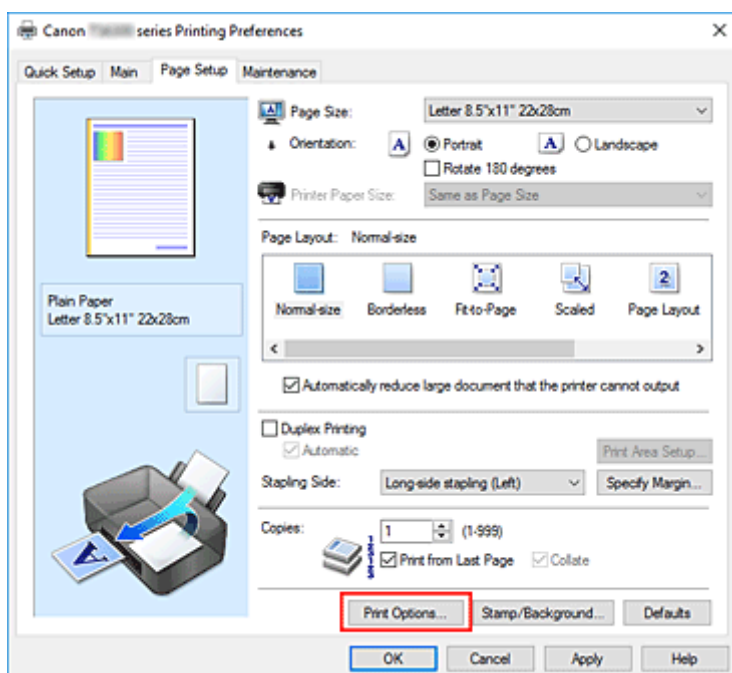 Canon series Printing Preferences
Quick Setup Main Page Setup Maintenance
Page Size: Letter 8.5"x11" 22x28cm
Orientation: A Portrait A Landscape
Rotate 180 degrees
Printer Paper Size: Same as Page Size
Page Layout: Normal-size
2
Normal-size Borderless Fit-to-Page Scaled Page Layout
Plain Paper
Letter 8.5"x11" 22x28cm
Automatically reduce large document that the printer cannot output
Duplex Printing
Automatic Print Area Setup...
Stapling Side: Long-side stapling (Left) Specify Margin...
Copies: 1 (1-999)
Print from Last Page Collate
A
Print Options... Stamp/Background... Defaults
OK Cancel Apply Help